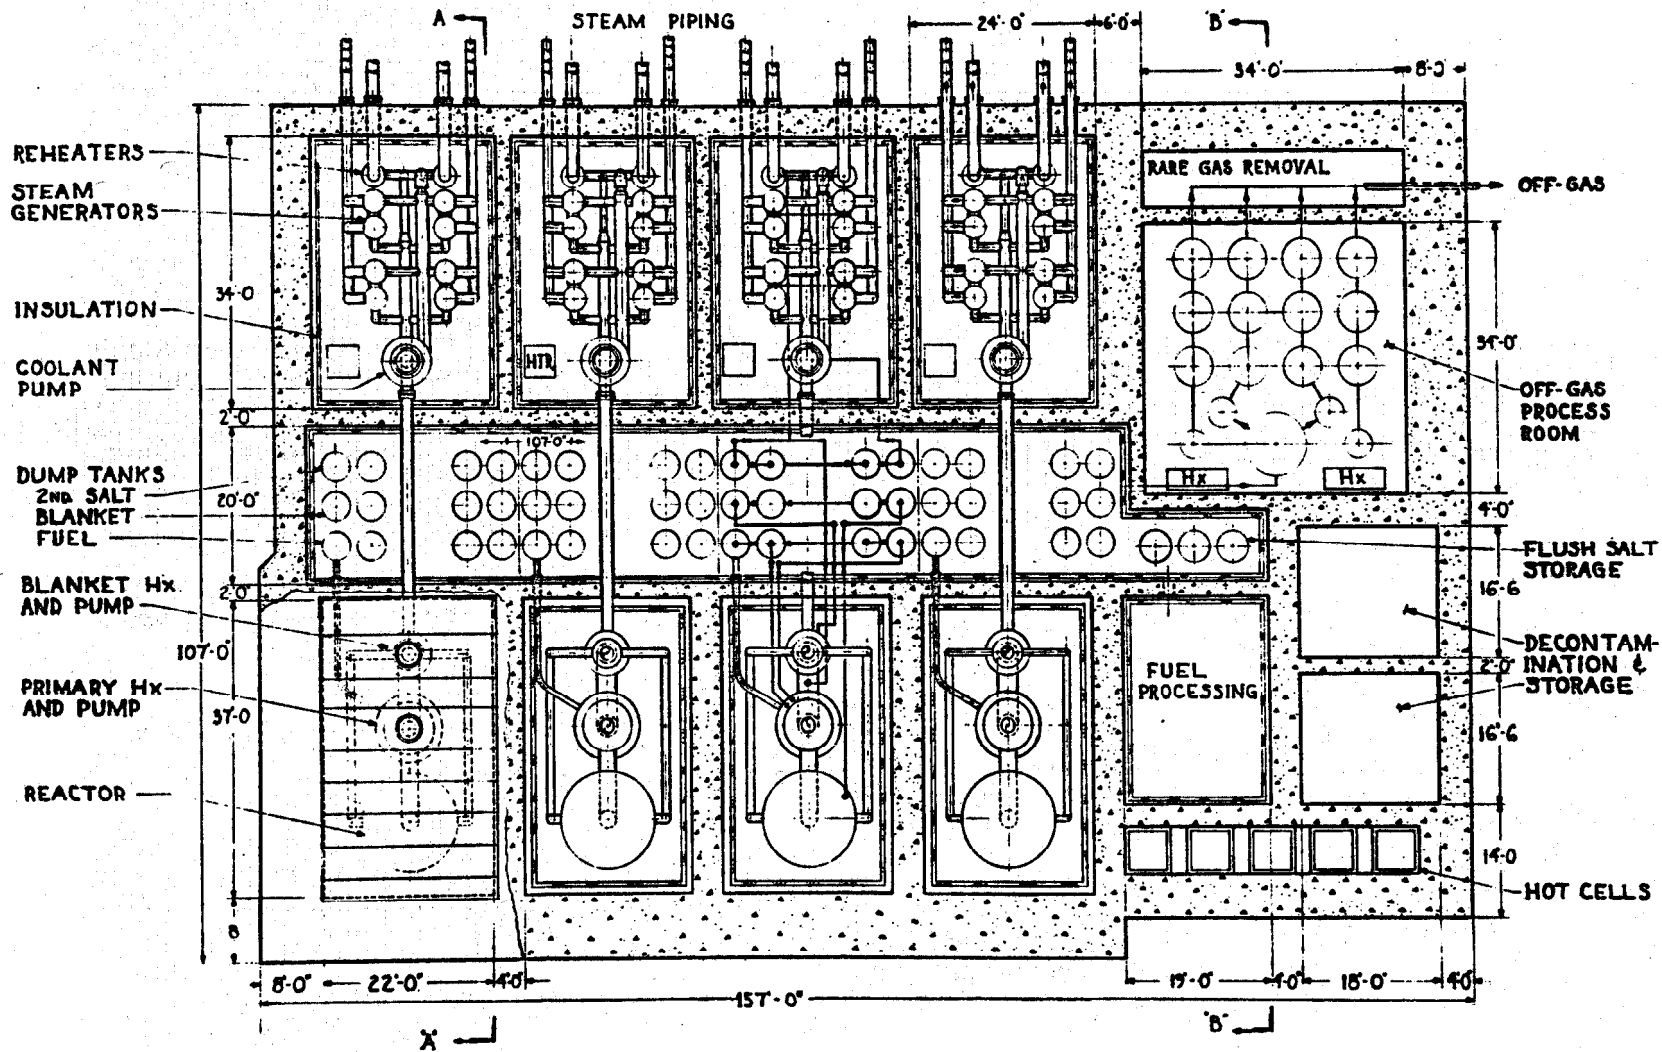 A
STEAM PIPING
24'-0"
6'-0"
"B"
34'-0"
8'-0"
REHEATERS
STEAM
GENERATORS
INSULATION
COOLANT
PUMP
34-0
2'-0"
HTR
RARE GAS REMOVAL
OFF-GAS
OFF-GAS
PROCESS
ROOM
Hx
Hx
4'-0"
DUMP TANKS
2ND SALT
BLANKET
FUEL
20'-0"
107'-0"
FLUSH SALT
STORAGE
16-6
BLANKET Hx
AND PUMP
2'-0"
107'-0"
PRIMARY Hx
AND PUMP
37-0
REACTOR
8
FUEL
PROCESSING
DECONTAM-
INATION &
STORAGE
2'-0"
16-6
14-0
HOT CELLS
8'-0"
22'-0"
4'-0"
19'-0"
4'-0"
18'-0"
4'-0"
157'-0"
"A"
"B"